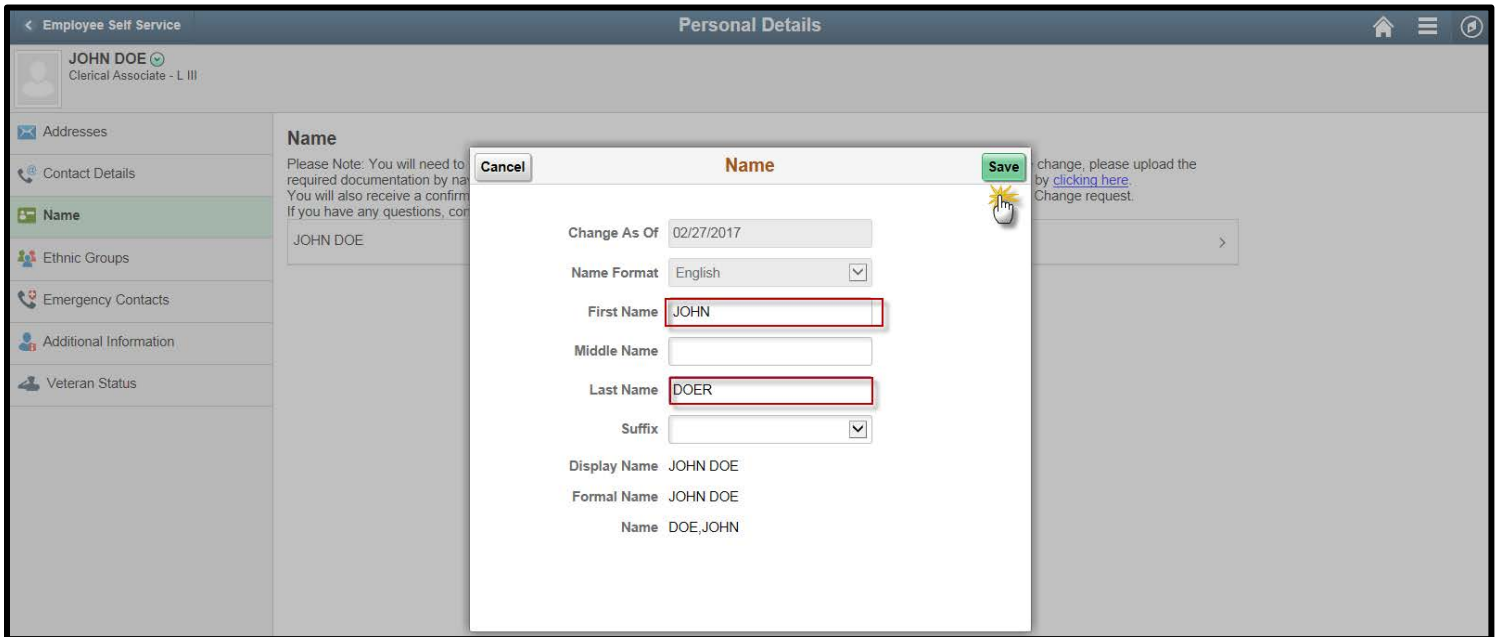 Employee Self Service
Personal Details
JOHN DOE
Clerical Associate - L III
Addresses
Contact Details
Name
Ethnic Groups
Emergency Contacts
Additional Information
Veteran Status
Name
Please Note: You will need to
change, please upload the
required documentation by
by clicking here.
You will also receive a
Change request.
If you have any questions,
JOHN DOE
Cancel
Name
Save
Change As Of 02/27/2017
Name Format English
First Name JOHN
Middle Name
Last Name DOER
Suffix
Display Name JOHN DOE
Formal Name JOHN DOE
Name DOE,JOHN